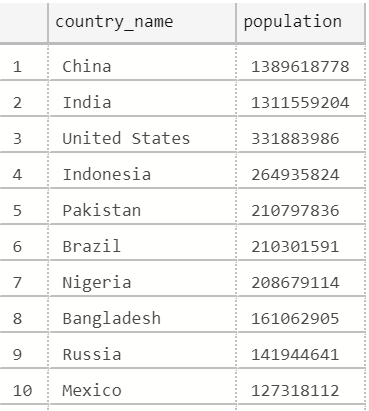 country_name population
1 China 1389618778
2 India 1311559204
3 United States 331883986
4 Indonesia 264935824
5 Pakistan 210797836
6 Brazil 210301591
7 Nigeria 208679114
8 Bangladesh 161062905
9 Russia 141944641
10 Mexico 127318112